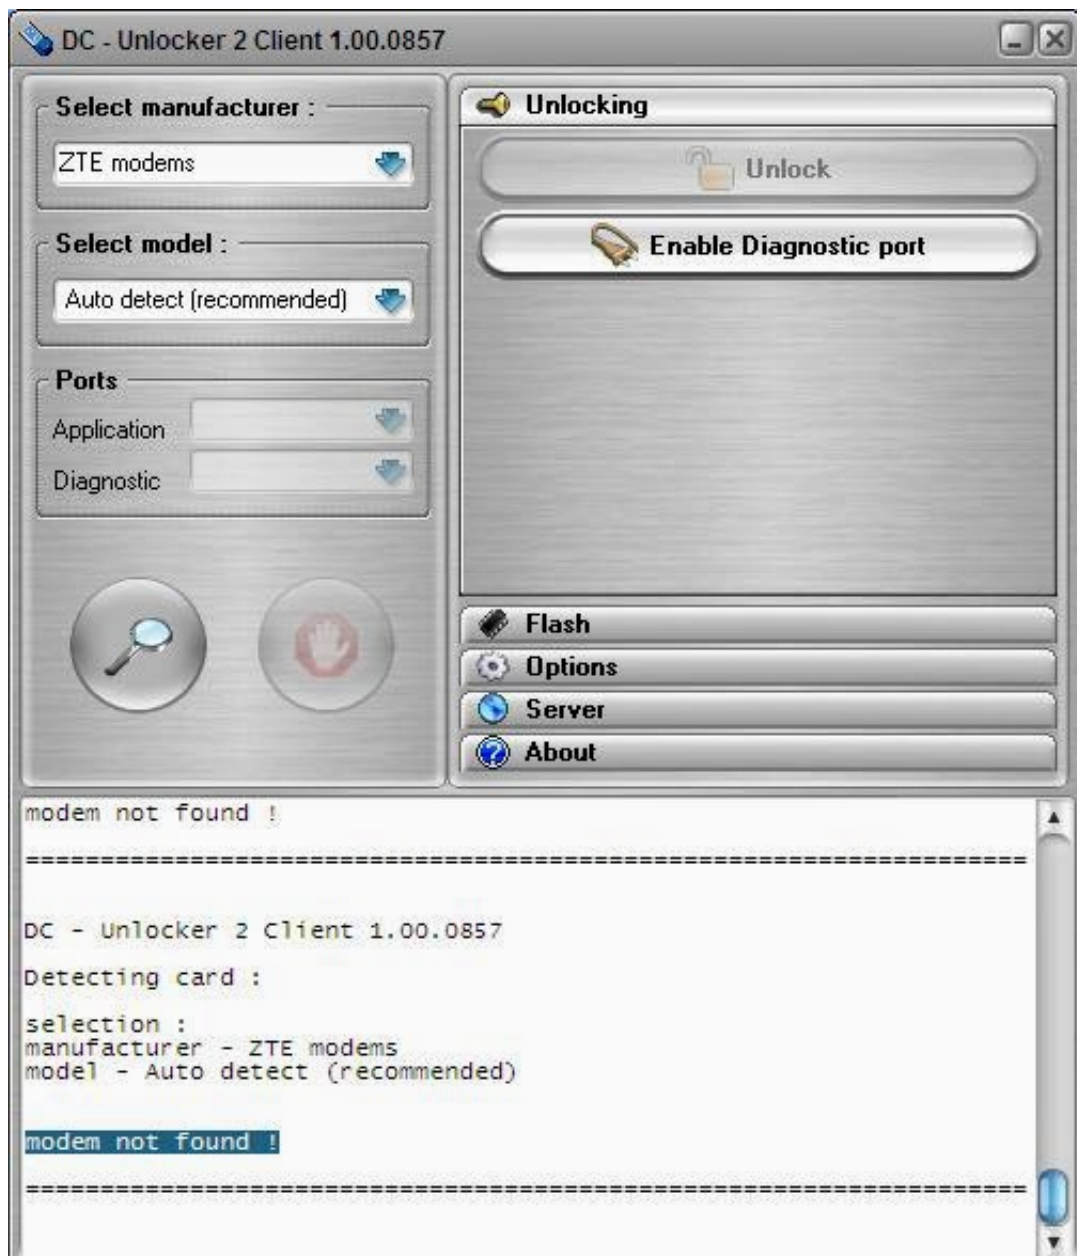 DC - Unlocker 2 Client 1.00.0857
Select manufacturer :
ZTE modems
Select model :
Auto detect (recommended)
Ports
Application
Diagnostic
Unlocking
Unlock
Enable Diagnostic port
Flash
Options
Server
About
modem not found !
===================================================================
DC - Unlocker 2 Client 1.00.0857
Detecting card :
selection :
manufacturer - ZTE modems
model - Auto detect (recommended)
modem not found !
===================================================================